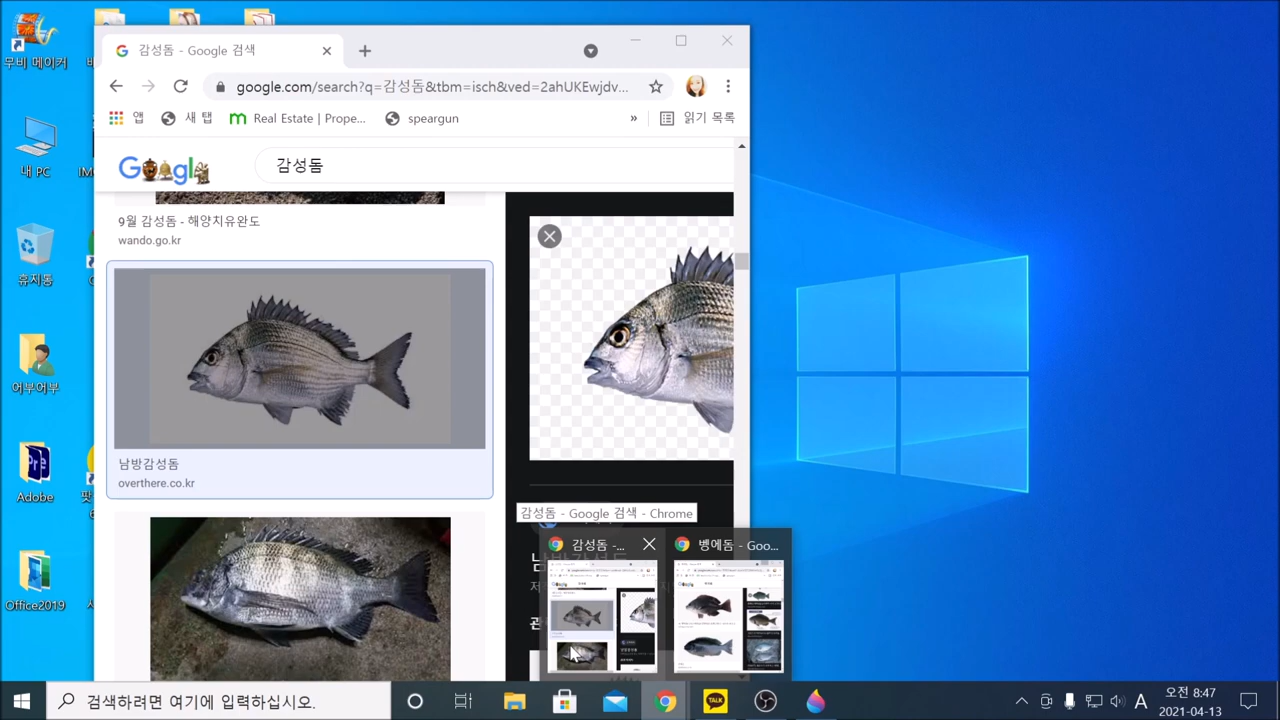 감성돔 - Google 검색
google.com/search?q=감성돔&tbm=isch&ved=2ahUKEwjdv...
앱
새 탭
Real Estate | Prope...
speargun
»
읽기 목록
Google
감성돔
9월 감성돔 - 해양치유완도
wando.go.kr
남방감성돔
overthere.co.kr
감성돔 - Google 검색 - Chrome
감성돔 -...
벵에돔 - Goo...
무비 메이커
내 PC
휴지통
어부어부
Pre
Adobe
Office2019
검색하려면 여기에 입력하십시오.
TALK
A
오전 8:47
2021-04-13